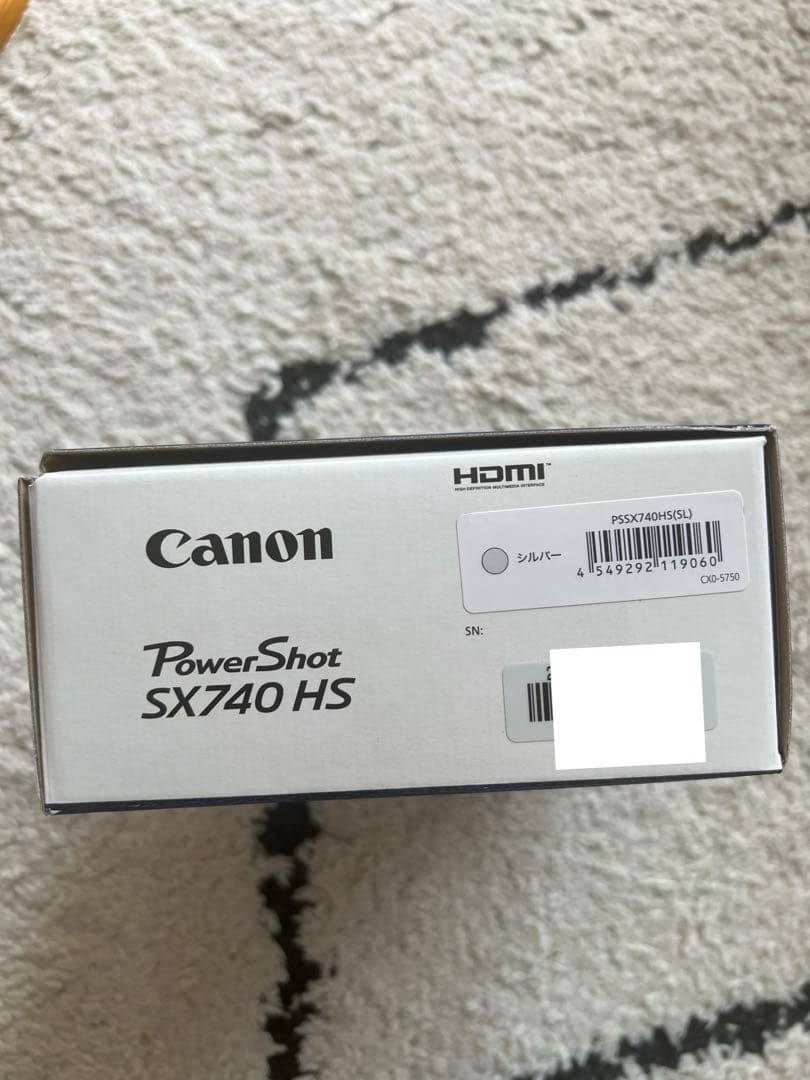 Canon
PowerShot
SX740 HS
HDMI™
HIGH-DEFINITION MULTIMEDIA INTERFACE
PSSX740HS(SL)
シルバー
4 549292 119060
CX0-5750
SN: